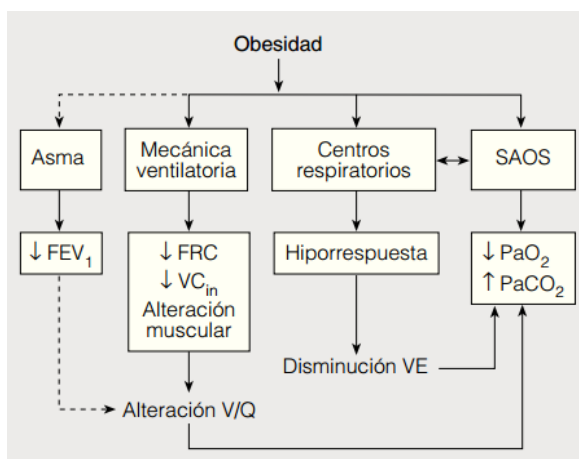 Obesidad
Asma
Mecánica
ventilatoria
Centros
respiratorios
SAOS
↓ FEV₁
↓ FRC
↓ VCin
Alteración
muscular
Hiporrespuesta
↓ PaO₂
↑ PaCO₂
Disminución VE
Alteración V/Q